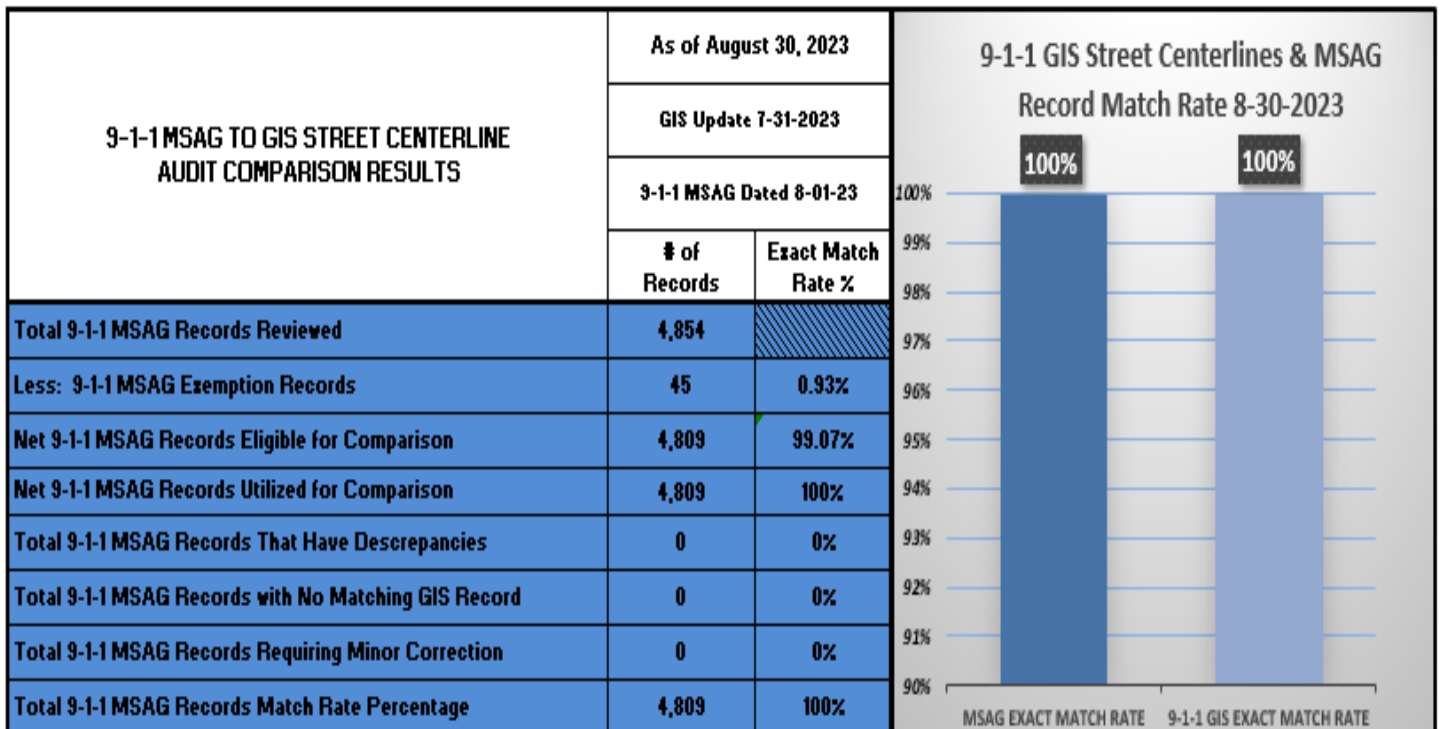 9-1-1 MSAG TO GIS STREET CENTERLINE
AUDIT COMPARISON RESULTS
As of August 30, 2023
GIS Update 7-31-2023
9-1-1 MSAG Dated 8-01-23
# of
Records
Exact Match
Rate %
Total 9-1-1 MSAG Records Reviewed 4,854
Less: 9-1-1 MSAG Exemption Records 45 0.93%
Net 9-1-1 MSAG Records Eligible for Comparison 4,809 99.07%
Net 9-1-1 MSAG Records Utilized for Comparison 4,809 100%
Total 9-1-1 MSAG Records That Have Descrepancies 0 0%
Total 9-1-1 MSAG Records with No Matching GIS Record 0 0%
Total 9-1-1 MSAG Records Requiring Minor Correction 0 0%
Total 9-1-1 MSAG Records Match Rate Percentage 4,809 100%
9-1-1 GIS Street Centerlines & MSAG
Record Match Rate 8-30-2023
100% 100%
100%
99%
98%
97%
96%
95%
94%
93%
92%
91%
90%
MSAG EXACT MATCH RATE 9-1-1 GIS EXACT MATCH RATE